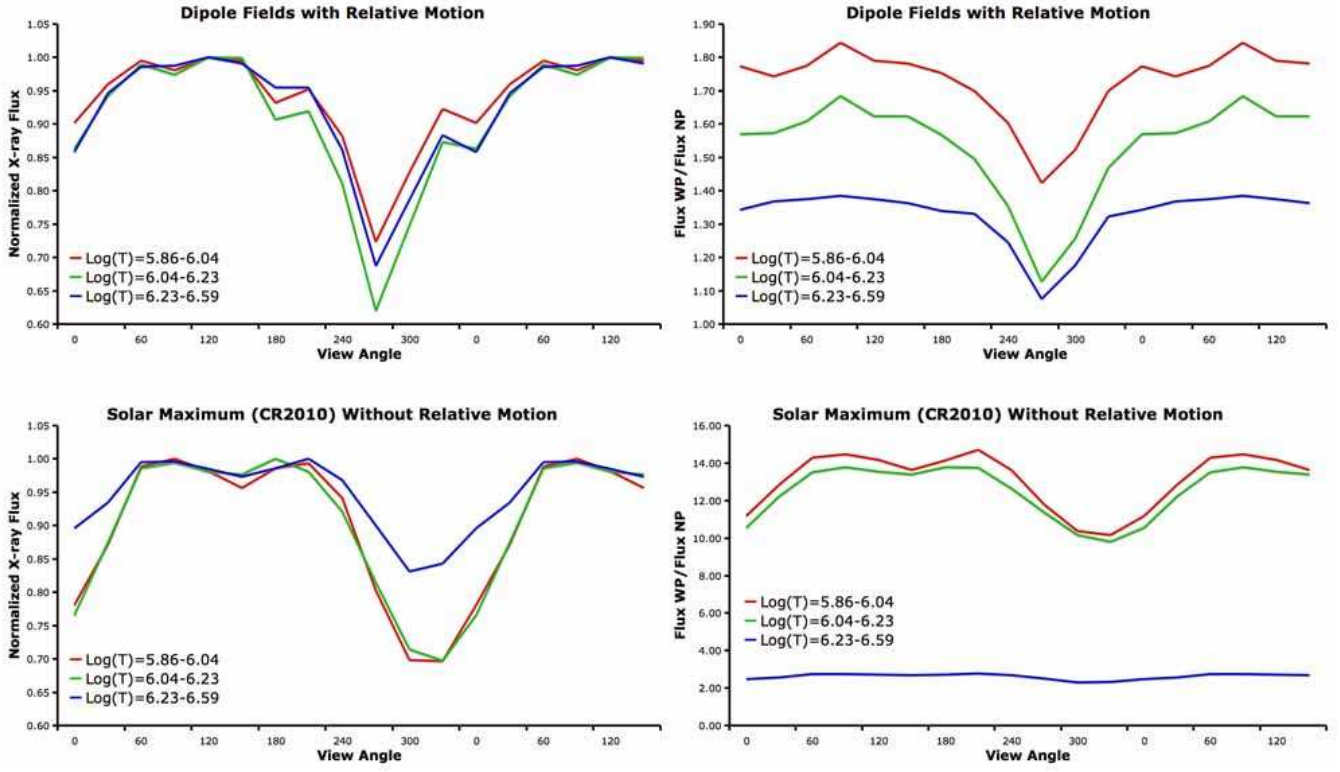 Dipole Fields with Relative Motion
1.05
1.00
0.95
0.90
0.85
0.80
0.75
0.70
0.65
0.60
Normalized X-ray Flux
Log(T)=5.86-6.04
Log(T)=6.04-6.23
Log(T)=6.23-6.59
0 60 120 180 240 300 0 60 120
View Angle
Dipole Fields with Relative Motion
1.90
1.80
1.70
1.60
1.50
1.40
1.30
1.20
1.10
1.00
Flux WP/Flux NP
Log(T)=5.86-6.04
Log(T)=6.04-6.23
Log(T)=6.23-6.59
0 60 120 180 240 300 0 60 120
View Angle
Solar Maximum (CR2010) Without Relative Motion
1.05
1.00
0.95
0.90
0.85
0.80
0.75
0.70
0.65
0.60
Normalized X-ray Flux
Log(T)=5.86-6.04
Log(T)=6.04-6.23
Log(T)=6.23-6.59
0 60 120 180 240 300 0 60 120
View Angle
Solar Maximum (CR2010) Without Relative Motion
16.00
14.00
12.00
10.00
8.00
6.00
4.00
2.00
0.00
Flux WP/Flux NP
Log(T)=5.86-6.04
Log(T)=6.04-6.23
Log(T)=6.23-6.59
0 60 120 180 240 300 0 60 120
View Angle